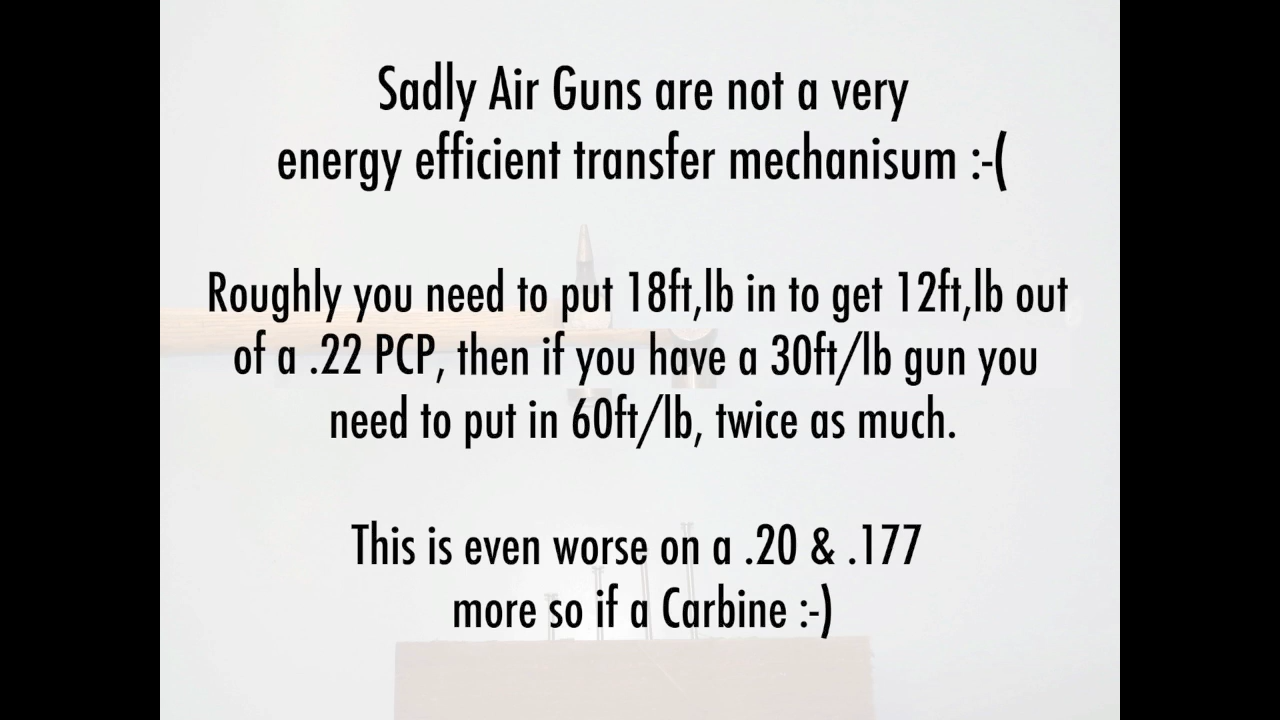 Sadly Air Guns are not a very
energy efficient transfer mechanisum :-(
Roughly you need to put 18ft,lb in to get 12ft,lb out
of a .22 PCP, then if you have a 30ft/lb gun you
need to put in 60ft/lb, twice as much.
This is even worse on a .20 & .177
more so if a Carbine :-)